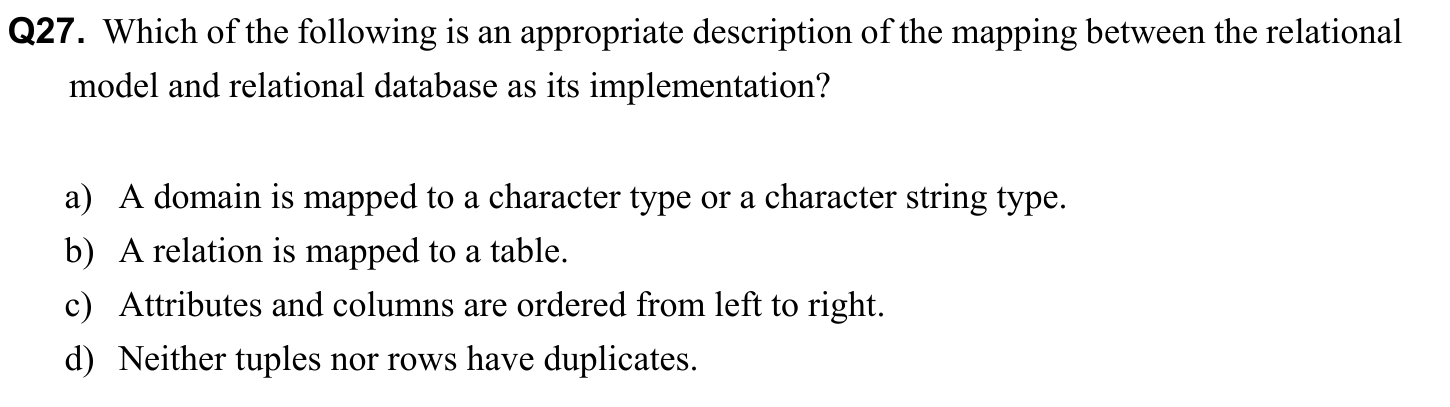 Q27. Which of the following is an appropriate description of the mapping between the relational
model and relational database as its implementation?
a) A domain is mapped to a character type or a character string type.
b) A relation is mapped to a table.
c) Attributes and columns are ordered from left to right.
d) Neither tuples nor rows have duplicates.